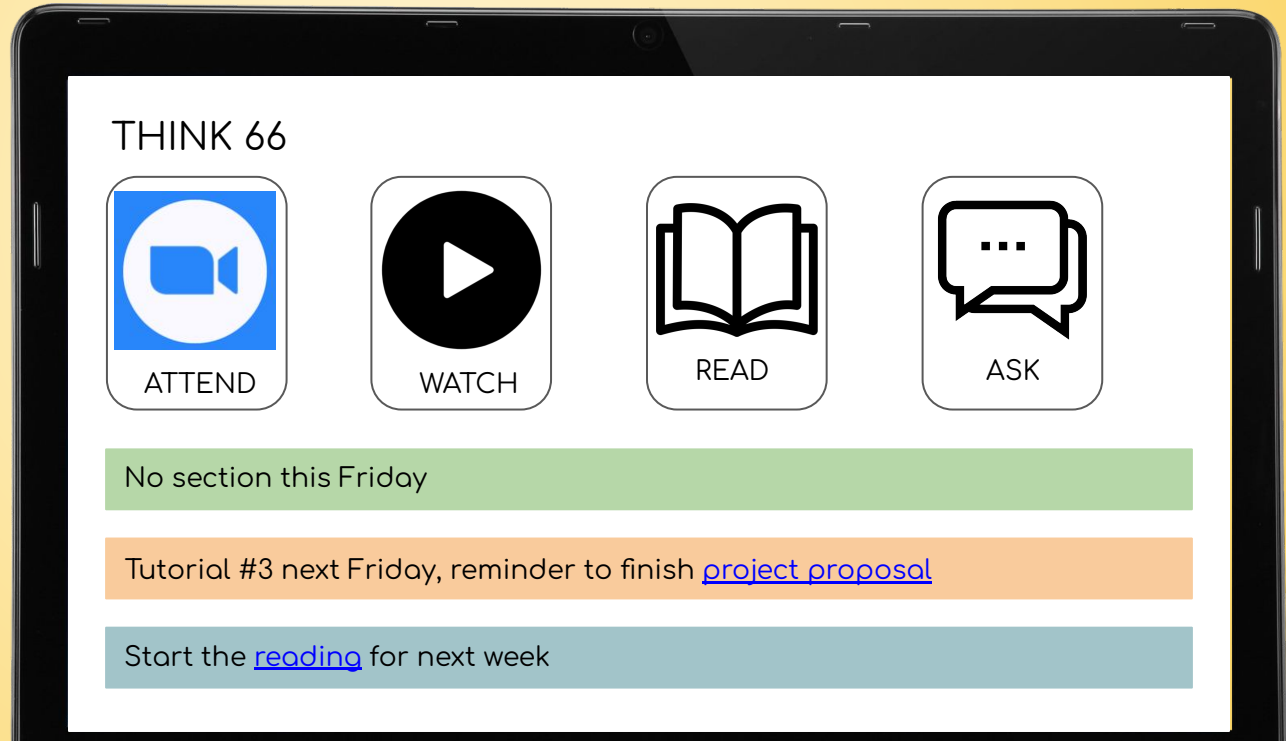 THINK 66
ATTEND
WATCH
READ
ASK
No section this Friday
Tutorial #3 next Friday, reminder to finish project proposal
Start the reading for next week